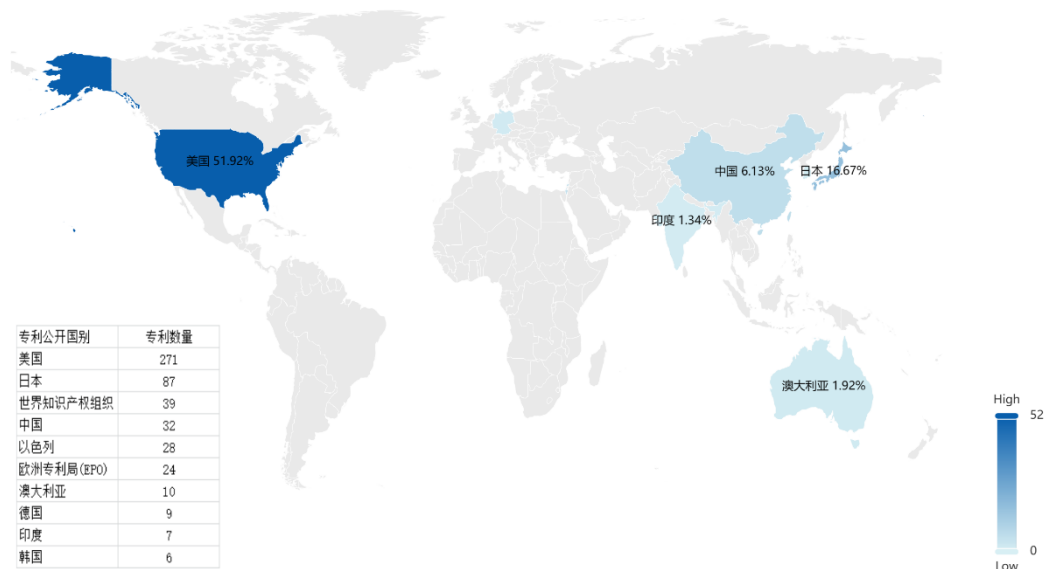 美国 51.92%
中国 6.13%
日本 16.67%
印度 1.34%
澳大利亚 1.92%
专利公开国别 专利数量
美国 271
日本 87
世界知识产权组织 39
中国 32
以色列 28
欧洲专利局(EPO) 24
澳大利亚 10
德国 9
印度 7
韩国 6
High
52
0
Low